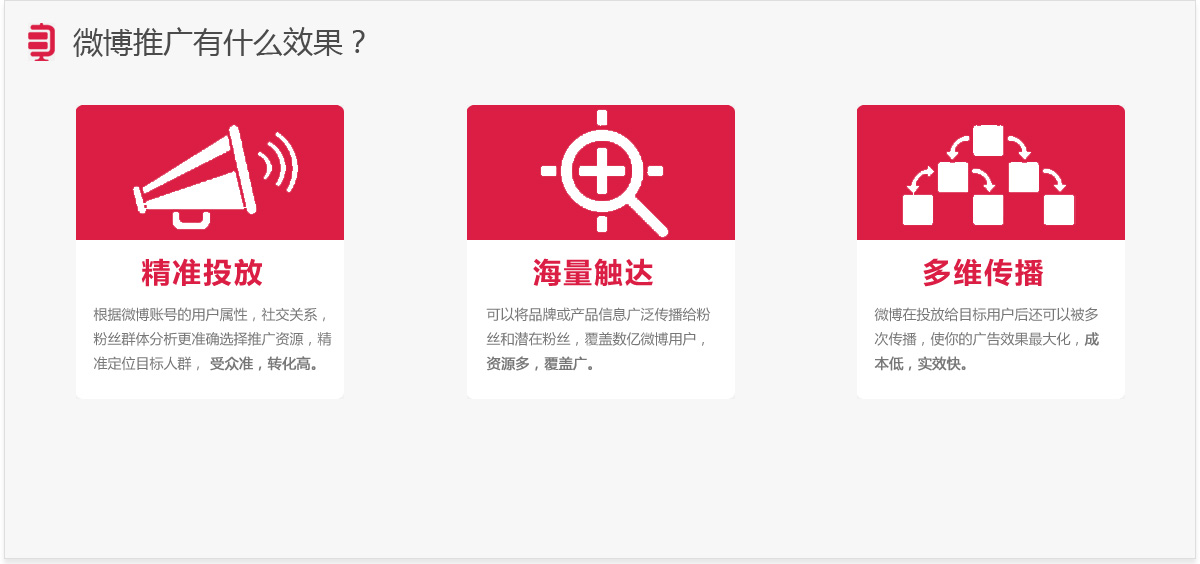 微博推广有什么效果？
精准投放
根据微博账号的用户属性，社交关系，
粉丝群体分析更准确选择推广资源，精
准定位目标人群， 受众准，转化高。
海量触达
可以将品牌或产品信息广泛传播给粉
丝和潜在粉丝，覆盖数亿微博用户，
资源多，覆盖广。
多维传播
微博在投放给目标用户后还可以被多
次传播，使你的广告效果最大化，成
本低，实效快。